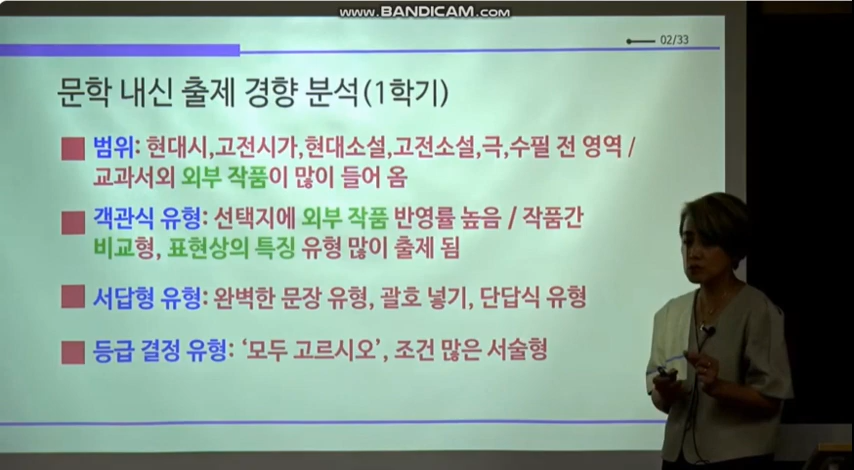 WWW.BANDICAM.COM
02/33
문학 내신 출제 경향 분석(1학기)
범위: 현대시,고전시가,현대소설,고전소설,극,수필 전 영역 /
교과서외 외부 작품이 많이 들어 옴
객관식 유형: 선택지에 외부 작품 반영률 높음 / 작품간
비교형, 표현상의 특징 유형 많이 출제 됨
서답형 유형: 완벽한 문장 유형, 괄호 넣기, 단답식 유형
등급 결정 유형: ‘모두 고르시오’, 조건 많은 서술형